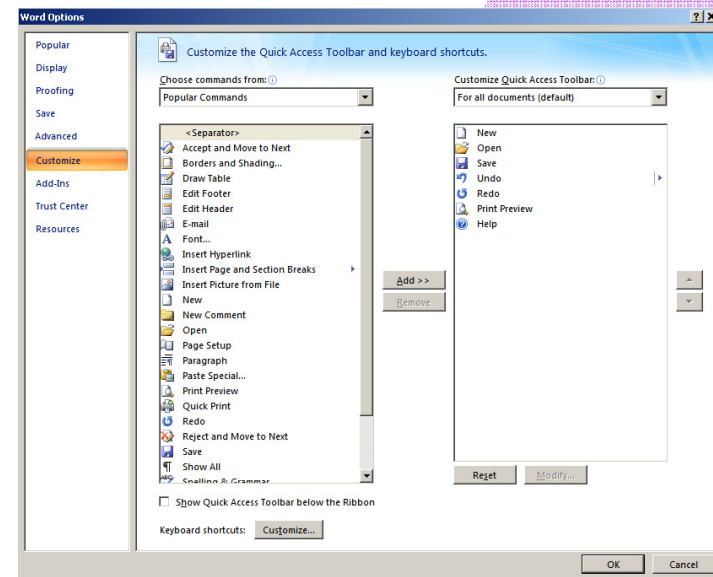 Word Options
Popular
Display
Proofing
Save
Advanced
Customize
Add-Ins
Trust Center
Resources
Customize the Quick Access Toolbar and keyboard shortcuts.
Choose commands from:
Popular Commands
<Separator>
Accept and Move to Next
Borders and Shading...
Draw Table
Edit Footer
Edit Header
E-mail
Font...
Insert Hyperlink
Insert Page and Section Breaks
Insert Picture from File
New
New Comment
Open
Page Setup
Paragraph
Paste Special...
Print Preview
Quick Print
Redo
Reject and Move to Next
Save
Show All
Spelling & Grammar
Show Quick Access Toolbar below the Ribbon
Keyboard shortcuts: Customize...
Add >>
Remove
Customize Quick Access Toolbar:
For all documents (default)
New
Open
Save
Undo
Redo
Print Preview
Help
Reset Modify...
OK Cancel